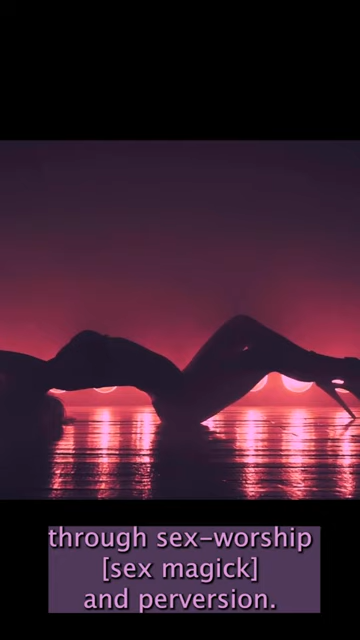 through sex–worship
[sex magick]
and perversion.